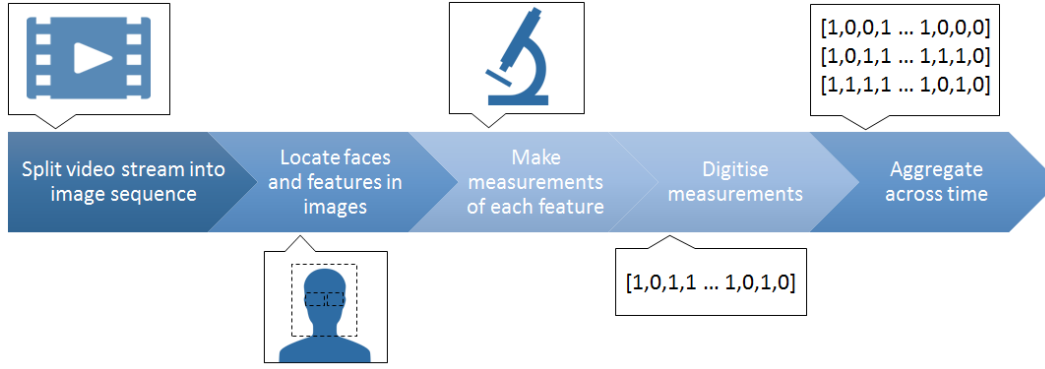 [1,0,0,1 ... 1,0,0,0]
[1,0,1,1 ... 1,1,1,0]
[1,1,1,1 ... 1,0,1,0]
Split video stream into
image sequence
Locate faces
and features in
images
Make
measurements
of each feature
Digitise
measurements
Aggregate
across time
[1,0,1,1 ... 1,0,1,0]